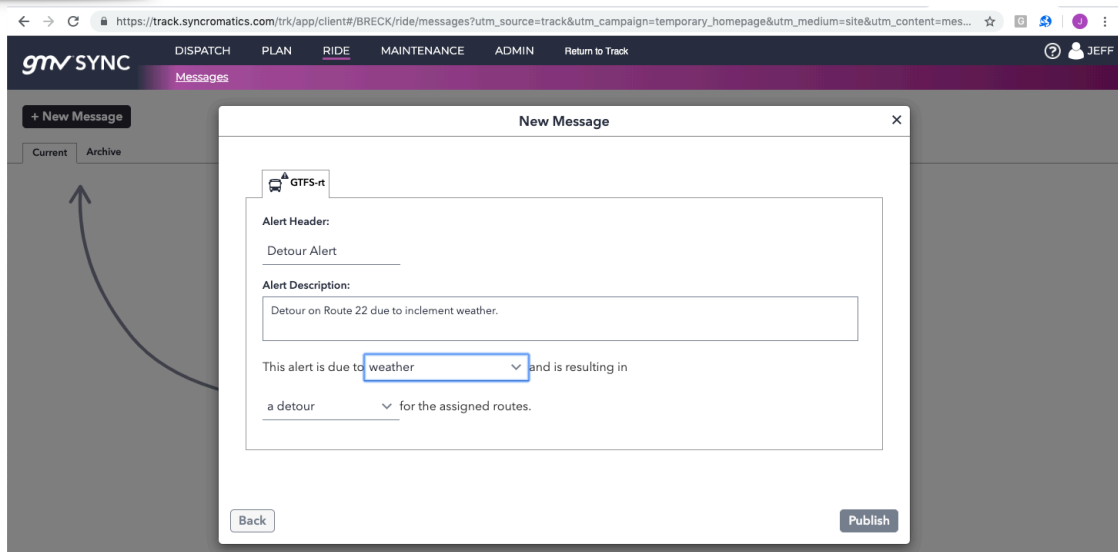 https://track.syncromatics.com/trk/app/client#/BRECK/ride/messages?utm_source=track&utm_campaign=temporary_homepage&utm_medium=site&utm_content=mes...
G
J
gmv SYNC
DISPATCH PLAN RIDE MAINTENANCE ADMIN Return to Track
? JEFF
Messages
+ New Message
Current Archive
New Message
GTFS-rt
Alert Header:
Detour Alert
Alert Description:
Detour on Route 22 due to inclement weather.
This alert is due to weather and is resulting in
a detour for the assigned routes.
Back Publish